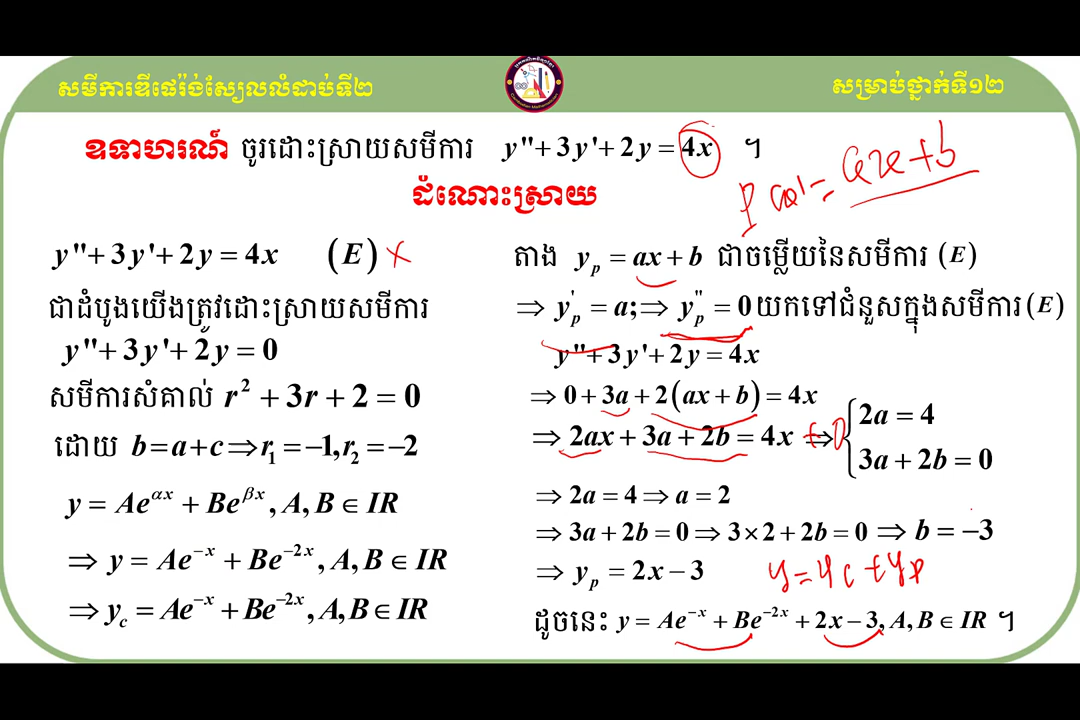 សមីការឌីផេរ៉ង់ស្យែលលំដាប់ទី២
សម្រាប់ថ្នាក់ទី១២
ឧទាហរណ៍ ចូរដោះស្រាយសមីការ y''+3y'+2y=4x ។
ដំណោះស្រាយ
y''+3y'+2y=4x (E) ×
ជាដំបូងយើងត្រូវដោះស្រាយសមីការ
y''+3y'+2y=0
សមីការសំគាល់ r²+3r+2=0
ដោយ b=a+c⇒r₁=−1,r₂=−2
y=Ae^{αx}+Be^{βx},A,B∈IR
⇒y=Ae^{−x}+Be^{−2x},A,B∈IR
⇒y_c=Ae^{−x}+Be^{−2x},A,B∈IR
តាង y_p=ax+b ជាចម្លើយនៃសមីការ (E)
⇒y_p'=a;⇒y_p''=0 យកទៅជំនួសក្នុងសមីការ(E)
y''+3y'+2y=4x
⇒0+3a+2(ax+b)=4x
⇒2ax+3a+2b=4x+0⇒{2a=4
3a+2b=0
⇒2a=4⇒a=2
⇒3a+2b=0⇒3×2+2b=0⇒b=−3
⇒y_p=2x−3
y=yc+yp
ដូចនេះ y=Ae^{−x}+Be^{−2x}+2x−3,A,B∈IR ។